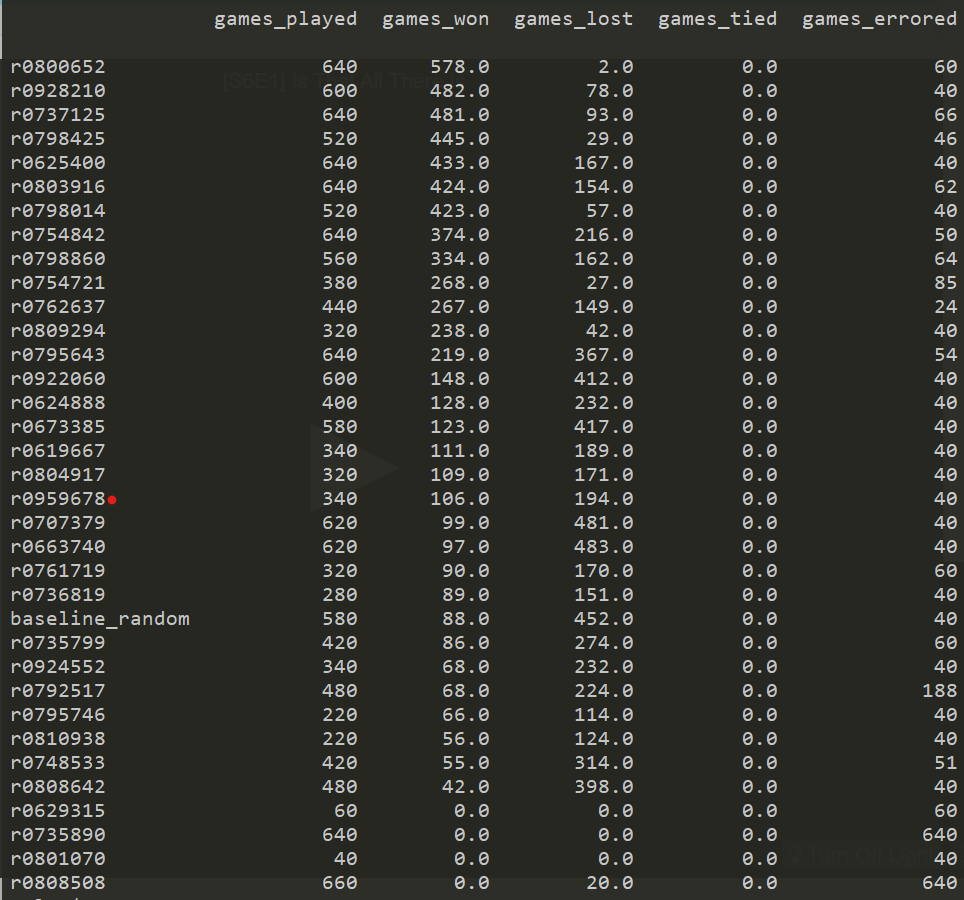 games_played games_won games_lost games_tied games_errored
r0800652 640 578.0 2.0 0.0 60
r0928210 600 482.0 78.0 0.0 40
r0737125 640 481.0 93.0 0.0 66
r0798425 520 445.0 29.0 0.0 46
r0625400 640 433.0 167.0 0.0 40
r0803916 640 424.0 154.0 0.0 62
r0798014 520 423.0 57.0 0.0 40
r0754842 640 374.0 216.0 0.0 50
r0798860 560 334.0 162.0 0.0 64
r0754721 380 268.0 27.0 0.0 85
r0762637 440 267.0 149.0 0.0 24
r0809294 320 238.0 42.0 0.0 40
r0795643 640 219.0 367.0 0.0 54
r0922060 600 148.0 412.0 0.0 40
r0624888 400 128.0 232.0 0.0 40
r0673385 580 123.0 417.0 0.0 40
r0619667 340 111.0 189.0 0.0 40
r0804917 320 109.0 171.0 0.0 40
r0959678 340 106.0 194.0 0.0 40
r0707379 620 99.0 481.0 0.0 40
r0663740 620 97.0 483.0 0.0 40
r0761719 320 90.0 170.0 0.0 60
r0736819 280 89.0 151.0 0.0 40
baseline_random 580 88.0 452.0 0.0 40
r0735799 420 86.0 274.0 0.0 60
r0924552 340 68.0 232.0 0.0 40
r0792517 480 68.0 224.0 0.0 188
r0795746 220 66.0 114.0 0.0 40
r0810938 220 56.0 124.0 0.0 40
r0748533 420 55.0 314.0 0.0 51
r0808642 480 42.0 398.0 0.0 40
r0629315 60 0.0 0.0 0.0 60
r0735890 640 0.0 0.0 0.0 640
r0801070 40 0.0 0.0 0.0 40
r0808508 660 0.0 20.0 0.0 640